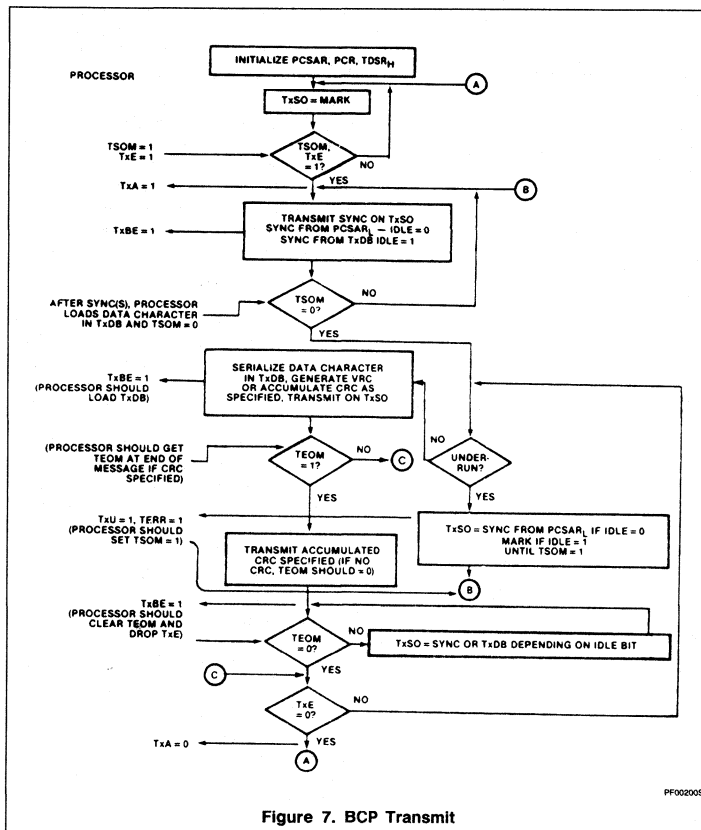 INITIALIZE PCSAR, PCR, TDSRH
PROCESSOR
A
TxSO = MARK
TSOM = 1
TxE = 1
TSOM,
TxE
= 1?
NO
YES
TxA = 1
B
TRANSMIT SYNC ON TxSO
SYNC FROM PCSARL – IDLE = 0
SYNC FROM TxDB IDLE = 1
TxBE = 1
AFTER SYNC(S), PROCESSOR
LOADS DATA CHARACTER
IN TxDB AND TSOM = 0
TSOM
= 0?
NO
YES
SERIALIZE DATA CHARACTER
IN TxDB, GENERATE VRC
OR ACCUMULATE CRC AS
SPECIFIED, TRANSMIT ON TxSO
TxBE = 1
(PROCESSOR SHOULD
LOAD TxDB)
NO
UNDER-
RUN?
YES
(PROCESSOR SHOULD GET
TEOM AT END OF
MESSAGE IF CRC
SPECIFIED)
TEOM
= 1?
NO
C
YES
TxU = 1, TERR = 1
(PROCESSOR SHOULD
SET TSOM = 1)
TxSO = SYNC FROM PCSARL IF IDLE = 0
MARK IF IDLE = 1
UNTIL TSOM = 1
B
TRANSMIT ACCUMULATED
CRC SPECIFIED (IF NO
CRC, TEOM SHOULD = 0)
TxBE = 1
(PROCESSOR SHOULD
CLEAR TEOM AND
DROP TxE)
TEOM
= 0?
NO
TxSO = SYNC OR TxDB DEPENDING ON IDLE BIT
YES
C
TxE
= 0?
NO
YES
TxA = 0
A
PF00200S
Figure 7. BCP Transmit